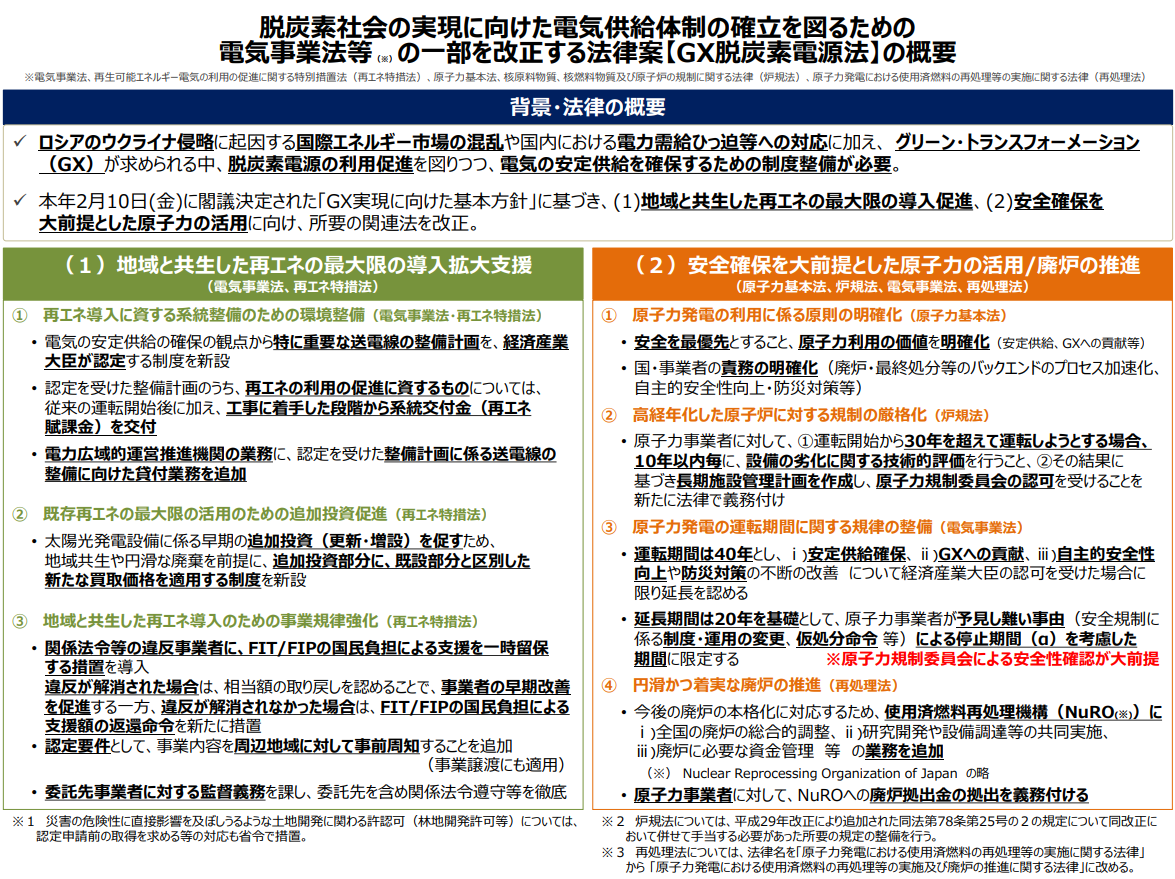 脱炭素社会の実現に向けた電気供給体制の確立を図るための
電気事業法等(※)の一部を改正する法律案【GX脱炭素電源法】の概要
※電気事業法、再生可能エネルギー電気の利用の促進に関する特別措置法（再エネ特措法）、原子力基本法、核原料物質、核燃料物質及び原子炉の規制に関する法律（炉規法）、原子力発電における使用済燃料の再処理等の実施に関する法律（再処理法）
背景・法律の概要
✓ ロシアのウクライナ侵略に起因する国際エネルギー市場の混乱や国内における電力需給ひっ迫等への対応に加え、グリーン・トランスフォーメーション
（GX）が求められる中、脱炭素電源の利用促進を図りつつ、電気の安定供給を確保するための制度整備が必要。
✓ 本年2月10日(金)に閣議決定された「GX実現に向けた基本方針」に基づき、(1)地域と共生した再エネの最大限の導入促進、(2)安全確保を
大前提とした原子力の活用に向け、所要の関連法を改正。
（１）地域と共生した再エネの最大限の導入拡大支援
（電気事業法、再エネ特措法）
① 再エネ導入に資する系統整備のための環境整備（電気事業法・再エネ特措法）
• 電気の安定供給の確保の観点から特に重要な送電線の整備計画を、経済産業
大臣が認定する制度を新設
• 認定を受けた整備計画のうち、再エネの利用の促進に資するものについては、
従来の運転開始後に加え、工事に着手した段階から系統交付金（再エネ
賦課金）を交付
• 電力広域的運営推進機関の業務に、認定を受けた整備計画に係る送電線の
整備に向けた貸付業務を追加
② 既存再エネの最大限の活用のための追加投資促進（再エネ特措法）
• 太陽光発電設備に係る早期の追加投資（更新・増設）を促すため、
地域共生や円滑な廃棄を前提に、追加投資部分に、既設部分と区別した
新たな買取価格を適用する制度を新設
③ 地域と共生した再エネ導入のための事業規律強化（再エネ特措法）
• 関係法令等の違反事業者に、FIT/FIPの国民負担による支援を一時留保
する措置を導入
違反が解消された場合は、相当額の取り戻しを認めることで、事業者の早期改善
を促進する一方、違反が解消されなかった場合は、FIT/FIPの国民負担による
支援額の返還命令を新たに措置
• 認定要件として、事業内容を周辺地域に対して事前周知することを追加
（事業譲渡にも適用）
• 委託先事業者に対する監督義務を課し、委託先を含め関係法令遵守等を徹底
※１ 災害の危険性に直接影響を及ぼしうるような土地開発に関わる許認可（林地開発許可等）については、
認定申請前の取得を求める等の対応も省令で措置。
（２）安全確保を大前提とした原子力の活用/廃炉の推進
（原子力基本法、炉規法、電気事業法、再処理法）
① 原子力発電の利用に係る原則の明確化（原子力基本法）
• 安全を最優先とすること、原子力利用の価値を明確化（安定供給、GXへの貢献等）
• 国・事業者の責務の明確化（廃炉・最終処分等のバックエンドのプロセス加速化、
自主的安全性向上・防災対策等）
② 高経年化した原子炉に対する規制の厳格化（炉規法）
• 原子力事業者に対して、①運転開始から30年を超えて運転しようとする場合、
10年以内毎に、設備の劣化に関する技術的評価を行うこと、②その結果に
基づき長期施設管理計画を作成し、原子力規制委員会の認可を受けることを
新たに法律で義務付け
③ 原子力発電の運転期間に関する規律の整備（電気事業法）
• 運転期間は40年とし、ⅰ)安定供給確保、ⅱ)GXへの貢献、ⅲ)自主的安全性
向上や防災対策の不断の改善 について経済産業大臣の認可を受けた場合に
限り延長を認める
• 延長期間は20年を基礎として、原子力事業者が予見し難い事由（安全規制に
係る制度・運用の変更、仮処分命令 等）による停止期間（α）を考慮した
期間に限定する ※原子力規制委員会による安全性確認が大前提
④ 円滑かつ着実な廃炉の推進（再処理法）
• 今後の廃炉の本格化に対応するため、使用済燃料再処理機構（NuRO(※)）に
ⅰ)全国の廃炉の総合的調整、ⅱ)研究開発や設備調達等の共同実施、
ⅲ)廃炉に必要な資金管理 等 の業務を追加
（※） Nuclear Reprocessing Organization of Japan の略
• 原子力事業者に対して、NuROへの廃炉拠出金の拠出を義務付ける
※２ 炉規法については、平成29年改正により追加された同法第78条第25号の２の規定について同改正に
おいて併せて手当する必要があった所要の規定の整備を行う。
※３ 再処理法については、法律名を「原子力発電における使用済燃料の再処理等の実施に関する法律」
から「原子力発電における使用済燃料の再処理等の実施及び廃炉の推進に関する法律」に改める。